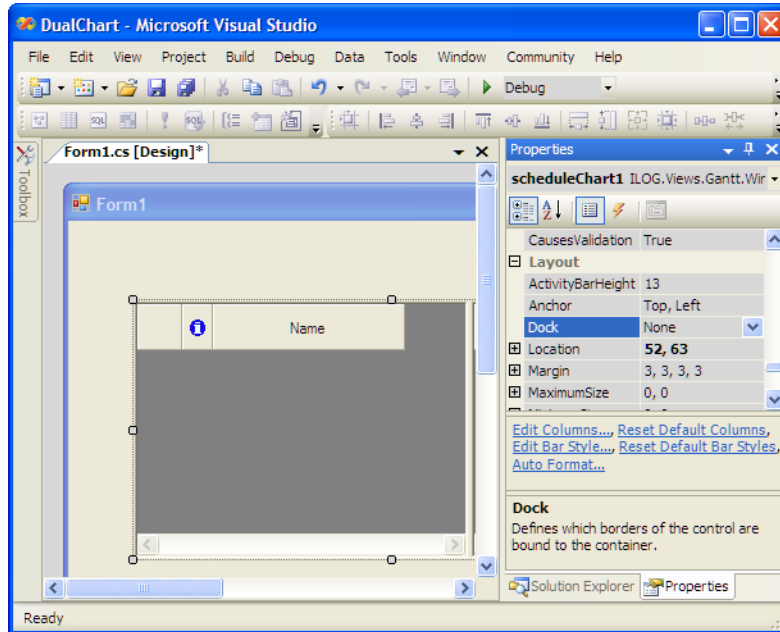 DualChart - Microsoft Visual Studio
File Edit View Project Build Debug Data Tools Window Community Help
Debug
Toolbox
Form1.cs [Design]*
Form1
Name
Properties
scheduleChart1 ILOG.Views.Gantt.Wir
CausesValidation True
Layout
ActivityBarHeight 13
Anchor Top, Left
Dock None
Location 52, 63
Margin 3, 3, 3, 3
MaximumSize 0, 0
Edit Columns..., Reset Default Columns,
Edit Bar Style..., Reset Default Bar Styles,
Auto Format...
Dock
Defines which borders of the control are
bound to the container.
Solution Explorer Properties
Ready